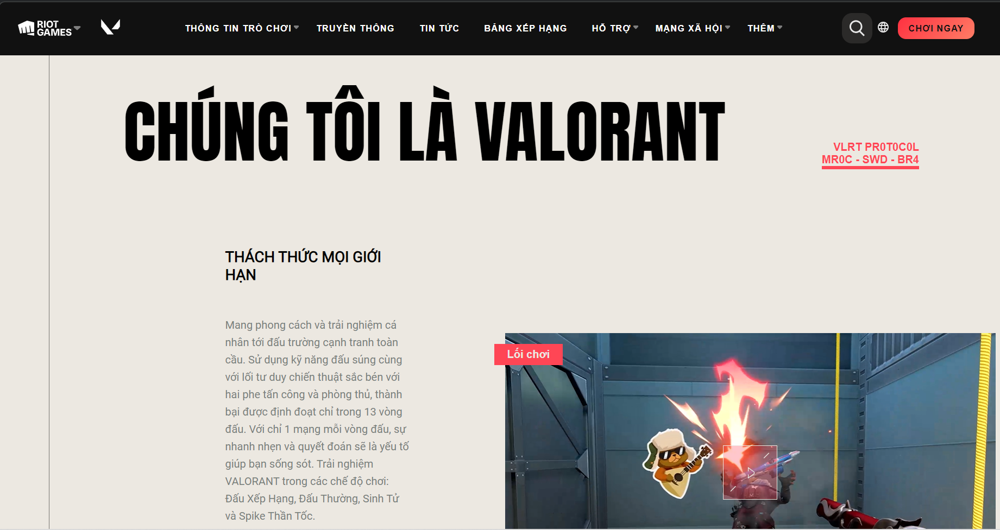 RIOT
GAMES
THÔNG TIN TRÒ CHƠI
TRUYỀN THÔNG
TIN TỨC
BẢNG XẾP HẠNG
HỖ TRỢ
MẠNG XÃ HỘI
THÊM
CHƠI NGAY
CHÚNG TÔI LÀ VALORANT
VLRT PR0T0C0L
MR0C - SWD - BR4
THÁCH THỨC MỌI GIỚI
HẠN
Mang phong cách và trải nghiệm cá
nhân tới đấu trường cạnh tranh toàn
cầu. Sử dụng kỹ năng đấu súng cùng
với lối tư duy chiến thuật sắc bén với
hai phe tấn công và phòng thủ, thành
bại được định đoạt chỉ trong 13 vòng
đấu. Với chỉ 1 mạng mỗi vòng đấu, sự
nhanh nhẹn và quyết đoán sẽ là yếu tố
giúp bạn sống sót. Trải nghiệm
VALORANT trong các chế độ chơi:
Đấu Xếp Hạng, Đấu Thường, Sinh Tử
và Spike Thần Tốc.
Lối chơi